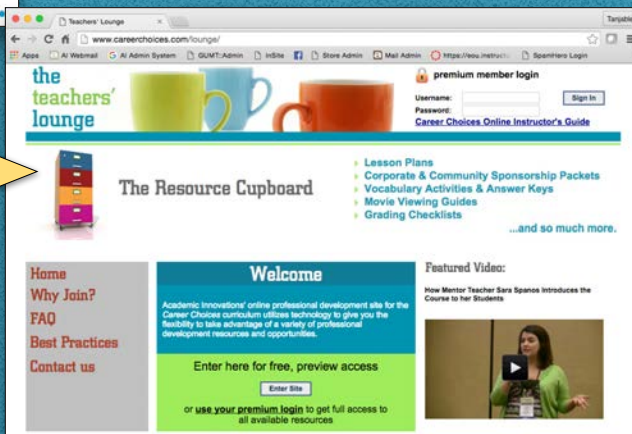 Teachers' Lounge
Tanjable
www.careerchoices.com/lounge/
Apps
AI Webmail
AI Admin System
GUMT::Admin
InSite
Store Admin
Mail Admin
SpamHero Login
the
teachers'
lounge
premium member login
Username:
Sign In
Password:
Career Choices Online Instructor's Guide
The Resource Cupboard
Lesson Plans
Corporate & Community Sponsorship Packets
Vocabulary Activities & Answer Keys
Movie Viewing Guides
Grading Checklists
...and so much more.
Home
Why Join?
FAQ
Best Practices
Contact us
Welcome
Academic Innovations' online professional development site for the
Career Choices curriculum utilizes technology to give you the
flexibility to take advantage of a variety of professional
development resources and opportunities.
Enter here for free, preview access
Enter Site
or use your premium login to get full access to
all available resources
Featured Video:
How Mentor Teacher Sara Spanos Introduces the
Course to her Students